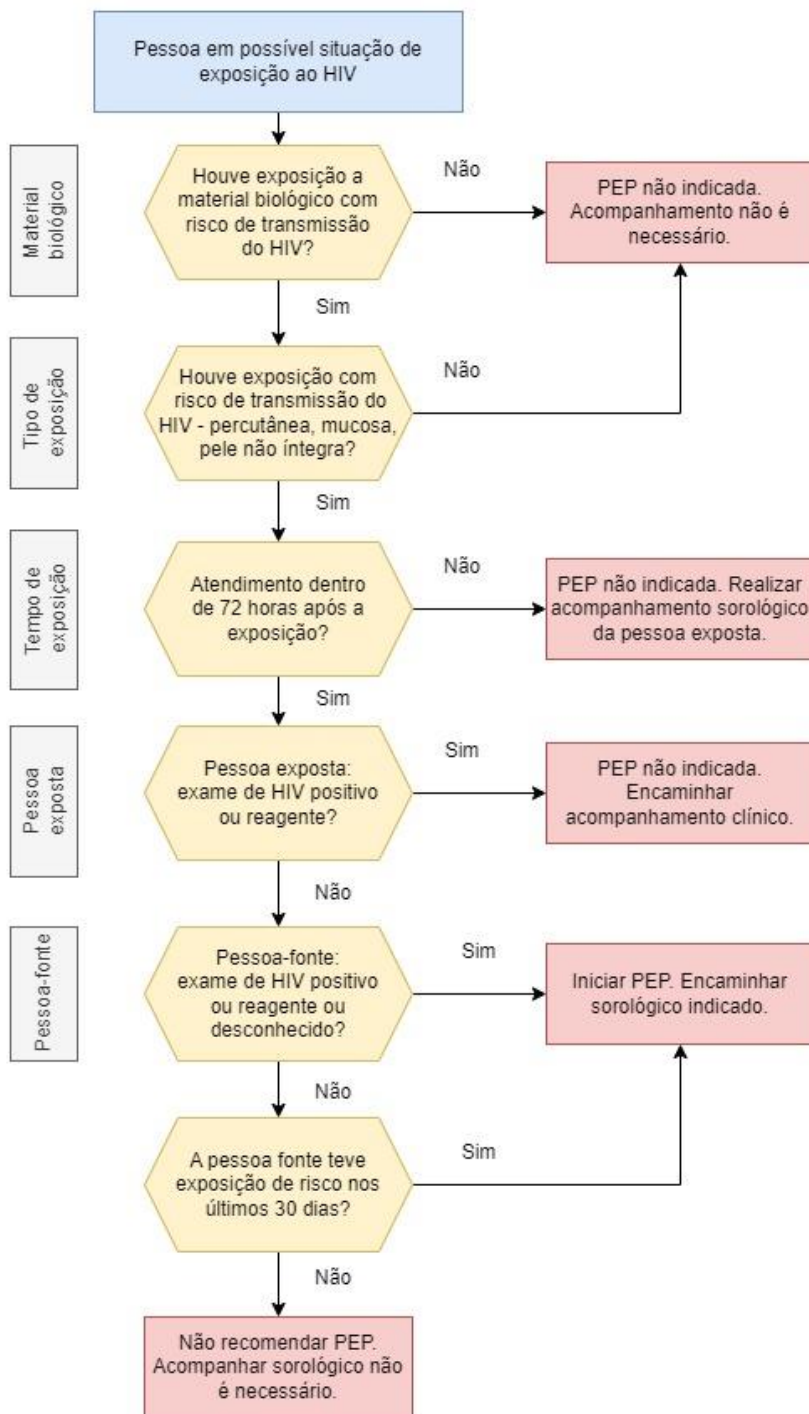 Pessoa em possível situação de
exposição ao HIV
Material
biológico
Houve exposição a
material biológico com
risco de transmissão
do HIV?
Não
PEP não indicada.
Acompanhamento não é
necessário.
Sim
Tipo de
exposição
Houve exposição com
risco de transmissão do
HIV - percutânea, mucosa,
pele não íntegra?
Não
Sim
Tempo de
exposição
Atendimento dentro
de 72 horas após a
exposição?
Não
PEP não indicada. Realizar
acompanhamento sorológico
da pessoa exposta.
Sim
Pessoa
exposta
Pessoa exposta:
exame de HIV positivo
ou reagente?
Sim
PEP não indicada.
Encaminhar
acompanhamento clínico.
Não
Pessoa-fonte
Pessoa-fonte:
exame de HIV positivo
ou reagente ou
desconhecido?
Sim
Iniciar PEP. Encaminhar
sorológico indicado.
Não
A pessoa fonte teve
exposição de risco nos
últimos 30 dias?
Sim
Não
Não recomendar PEP.
Acompanhar sorológico não
é necessário.